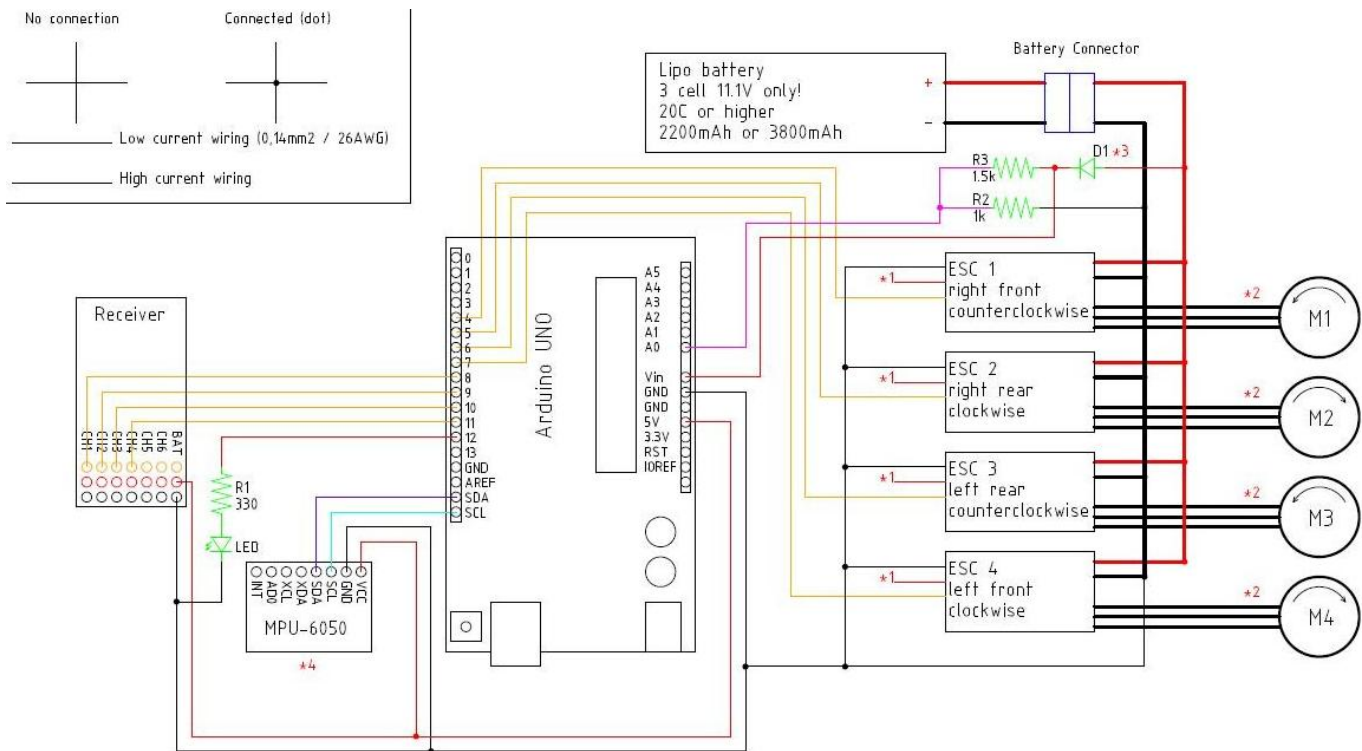 No connection
Connected (dot)
Low current wiring (0,14mm2 / 26AWG)
High current wiring
Battery Connector
Lipo battery
3 cell 11.1V only!
20C or higher
2200mAh or 3800mAh
+
-
R3
1.5k
D1 *3
R2
1k
Receiver
CH1
CH2
CH3
CH4
CH5
CH6
BAT
R1
330
LED
INT
AD0
XCL
XDA
SDA
SCL
GND
VCC
MPU-6050
*4
Arduino UNO
0
1
2
3
4
5
6
7
8
9
10
11
12
13
GND
AREF
SDA
SCL
A5
A4
A3
A2
A1
A0
Vin
GND
GND
5V
3.3V
RST
IOREF
*1
ESC 1
right front
counterclockwise
*2
M1
*1
ESC 2
right rear
clockwise
*2
M2
*1
ESC 3
left rear
counterclockwise
*2
M3
*1
ESC 4
left front
clockwise
*2
M4